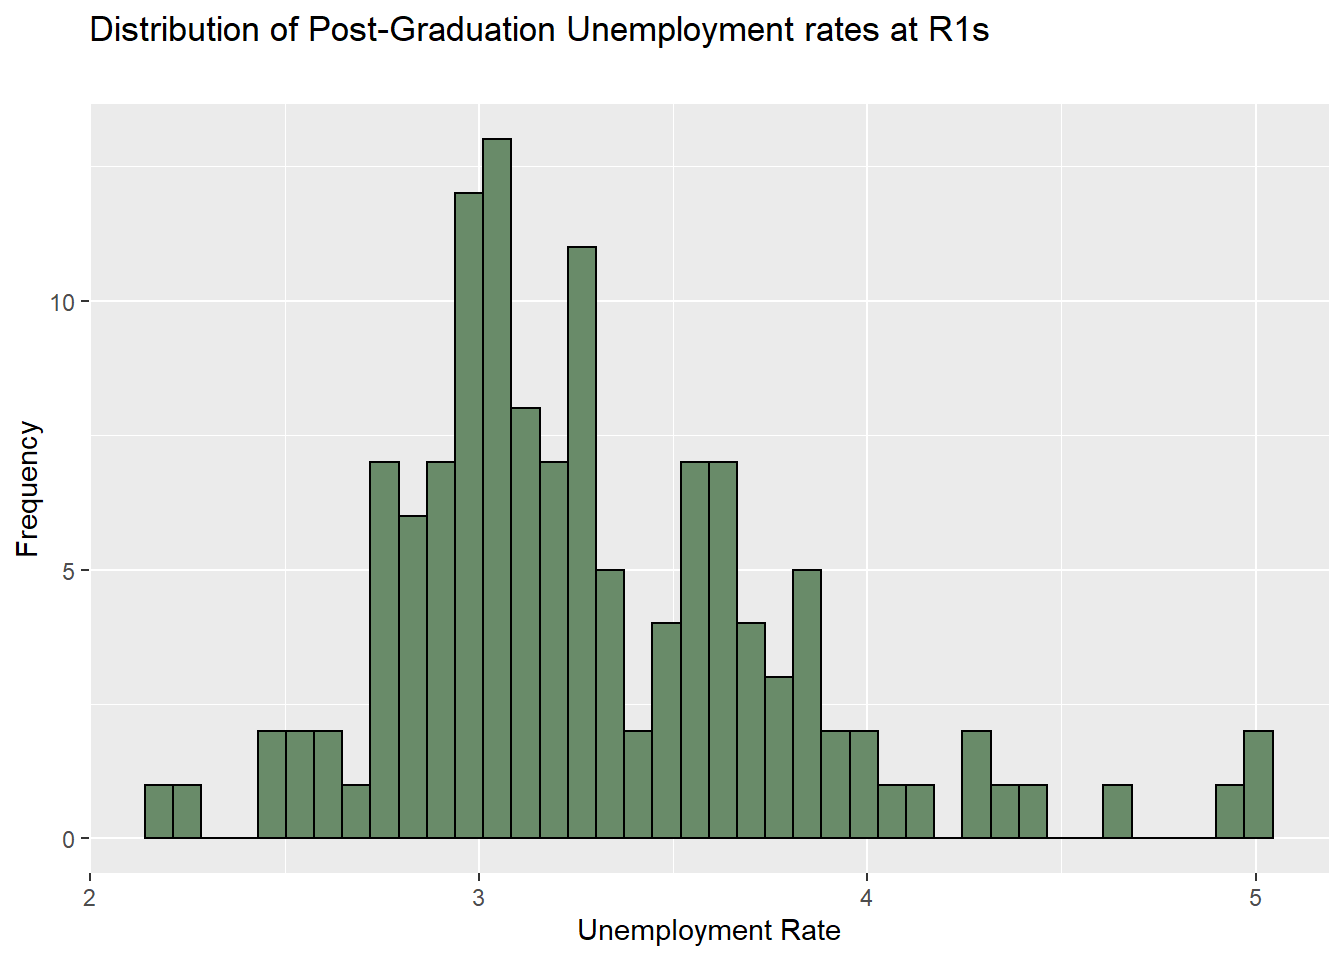 Distribution of Post-Graduation Unemployment rates at R1s
10
5
0
2
3
4
5
Frequency
Unemployment Rate